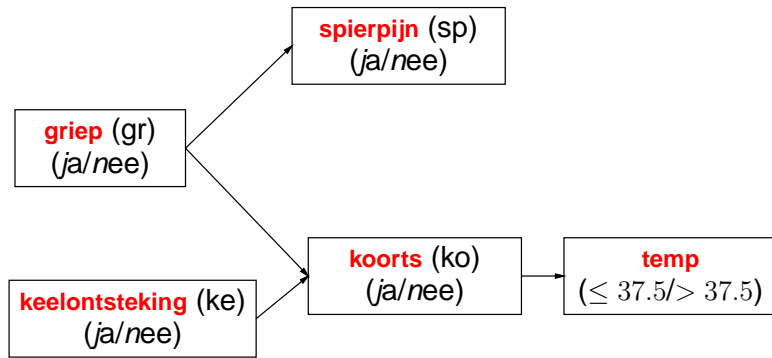 spierpijn (sp)
(ja/nee)
griep (gr)
(ja/nee)
koorts (ko)
(ja/nee)
temp
(≤ 37.5/> 37.5)
keelontsteking (ke)
(ja/nee)